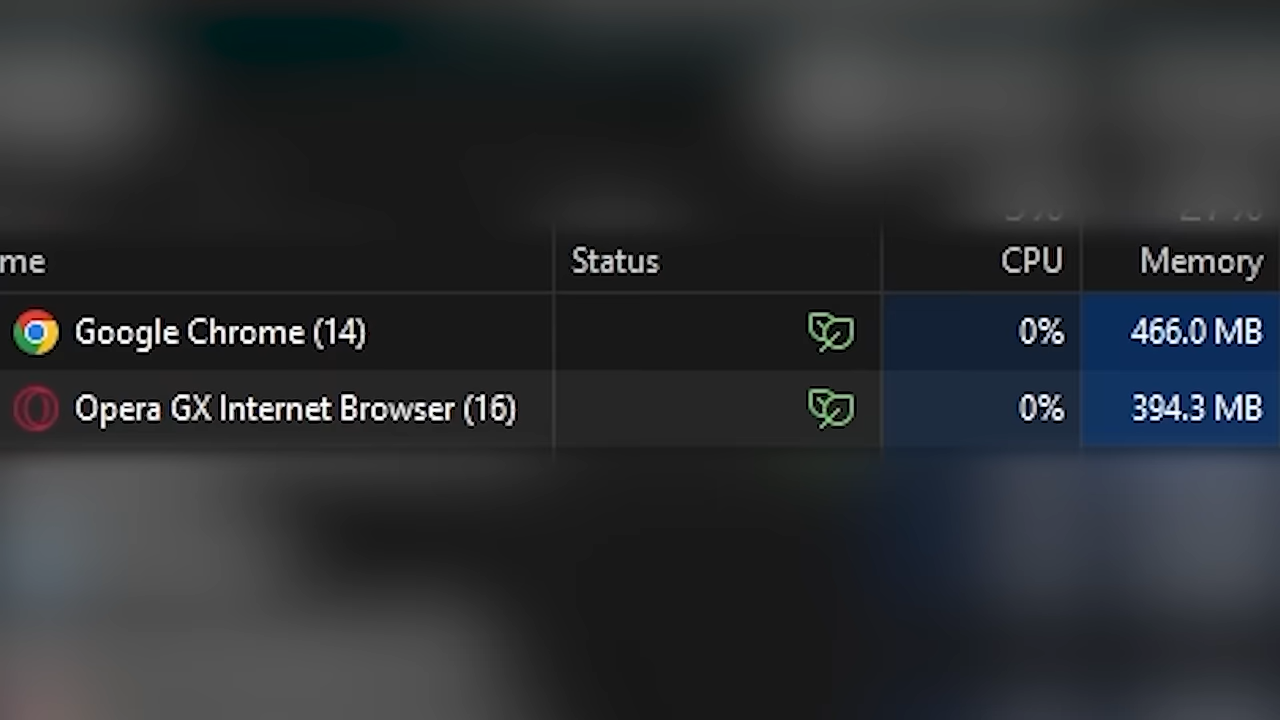 me Status CPU Memory
Google Chrome (14) 0% 466.0 MB
Opera GX Internet Browser (16) 0% 394.3 MB